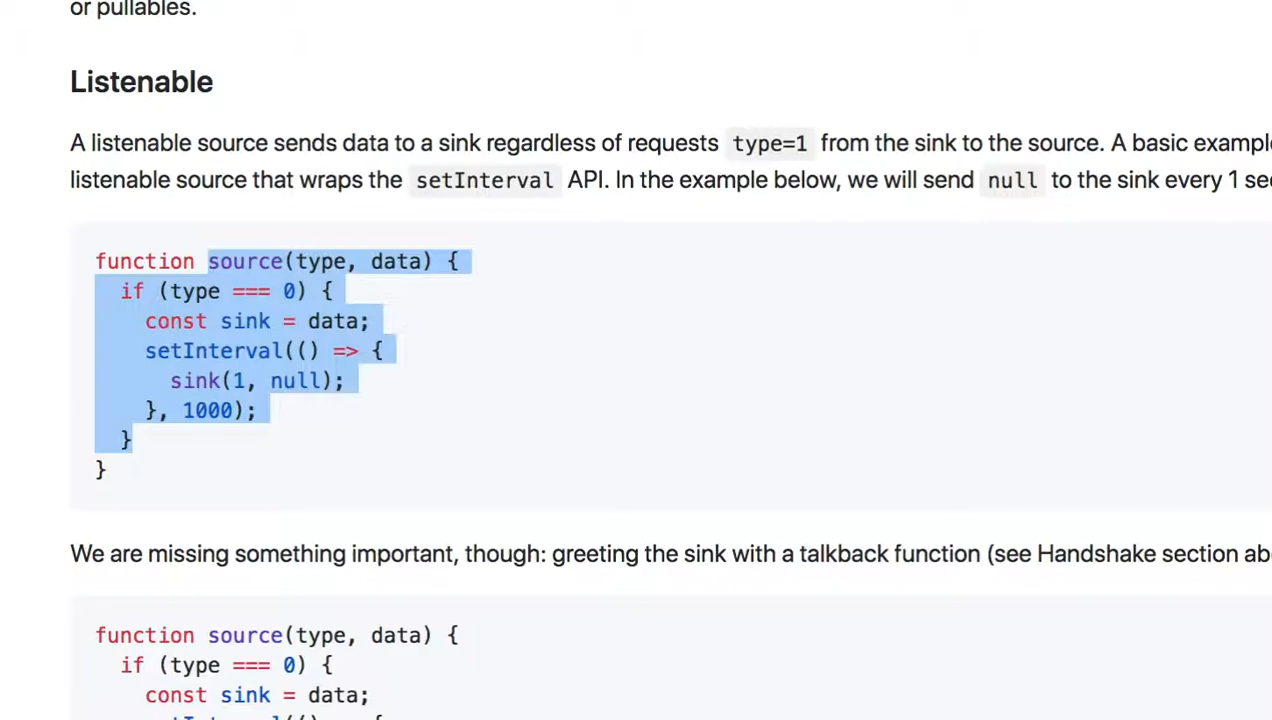 or pullables.
Listenable
A listenable source sends data to a sink regardless of requests type=1 from the sink to the source. A basic example
listenable source that wraps the setInterval API. In the example below, we will send null to the sink every 1 sec
function source(type, data) {
  if (type === 0) {
    const sink = data;
    setInterval(() => {
      sink(1, null);
    }, 1000);
  }
}
We are missing something important, though: greeting the sink with a talkback function (see Handshake section ab
function source(type, data) {
  if (type === 0) {
    const sink = data;
    setInterval(() => {